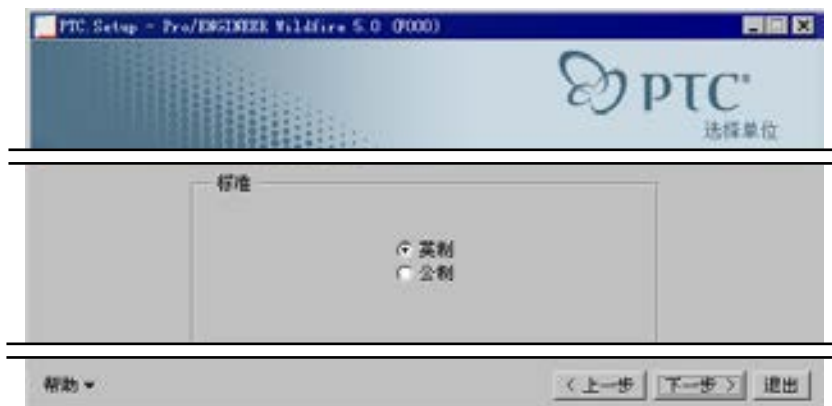 PTC.Setup - Pro/ENGINEER Wildfire 5.0 (F000)
PTC®
选择单位
标准
英制
公制
帮助
< 上一步 下一步 > 退出